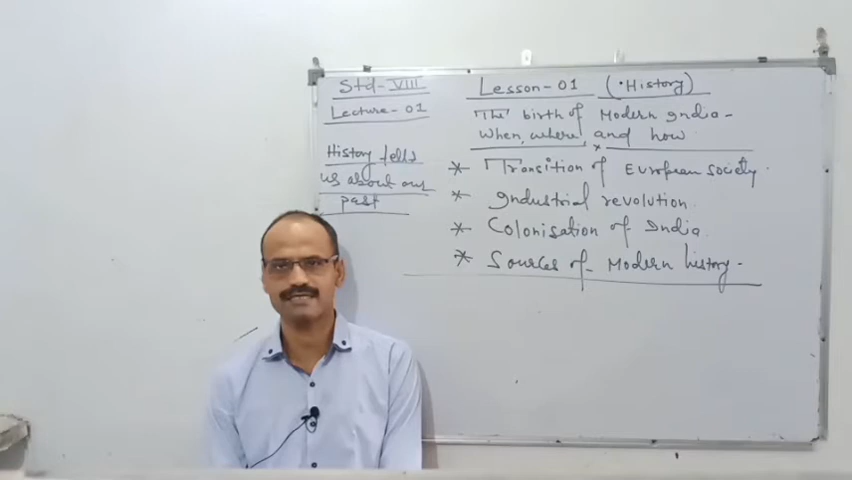 Std-VIII
Lecture-01
History tells
us about our
past
Lesson-01 (•History)
The birth of Modern India-
when, where, and how
* Transition of European society.
* Industrial revolution
* Colonisation of India.
* Sources of Modern history-